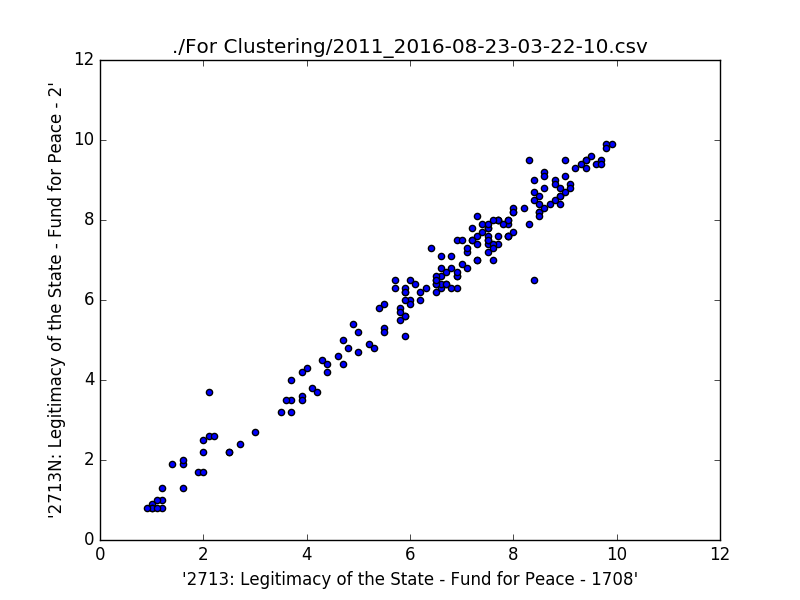 ./For Clustering/2011_2016-08-23-03-22-10.csv
'2713N: Legitimacy of the State - Fund for Peace - 2'
12
10
8
6
4
2
0
0 2 4 6 8 10 12
'2713: Legitimacy of the State - Fund for Peace - 1708'